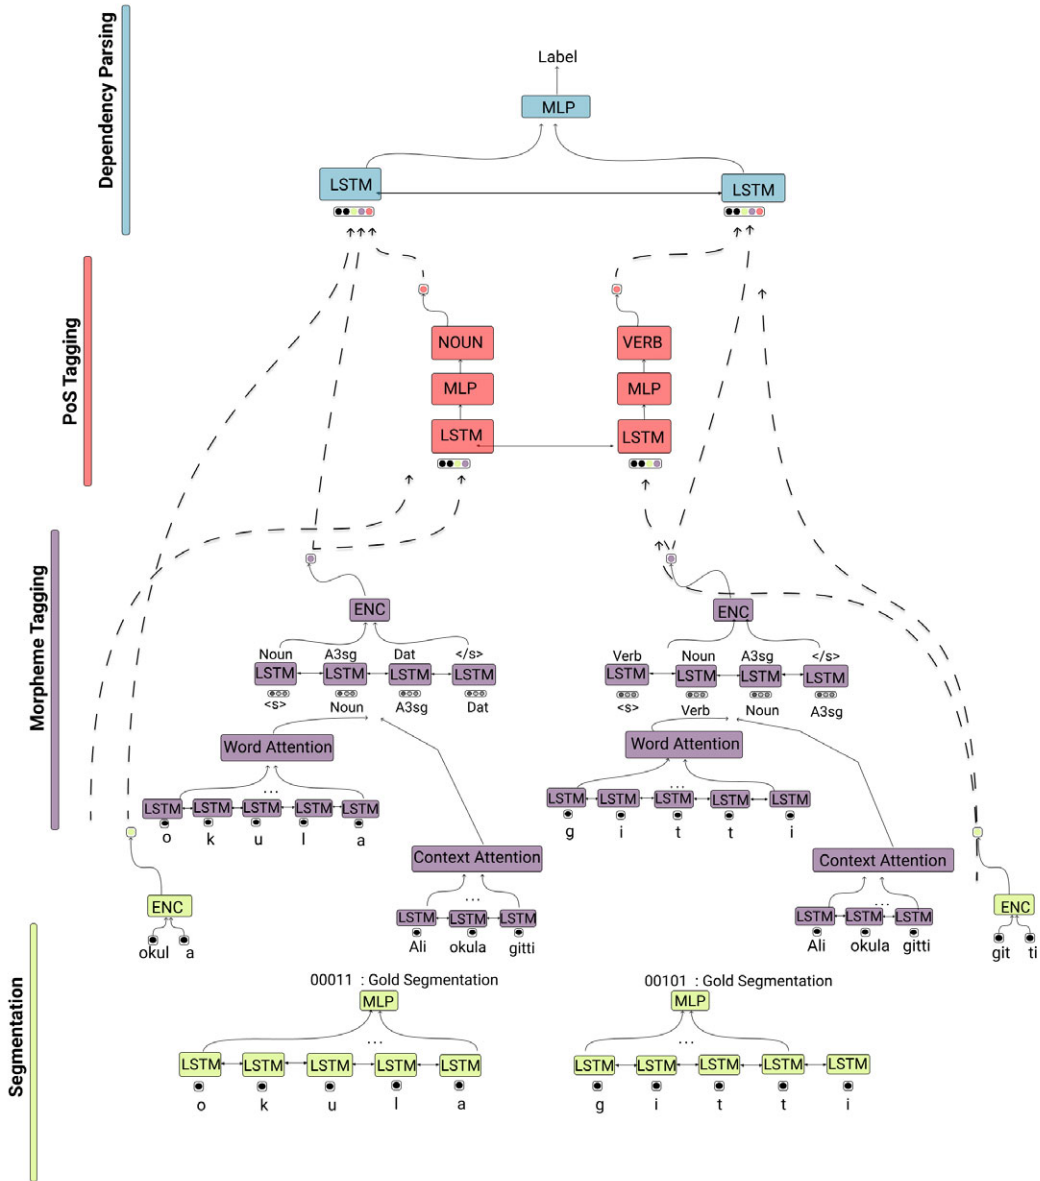 Dependency Parsing
Label
MLP
LSTM LSTM
PoS Tagging
NOUN VERB
MLP MLP
LSTM LSTM
Morpheme Tagging
ENC ENC
Noun A3sg Dat </s> Verb Noun A3sg </s>
LSTM LSTM LSTM LSTM LSTM LSTM LSTM LSTM
<s> Noun A3sg Dat <s> Verb Noun A3sg
Word Attention Word Attention
... ...
LSTM LSTM LSTM LSTM LSTM LSTM LSTM LSTM LSTM LSTM
o k u l a g i t t i
Context Attention Context Attention
... ...
ENC LSTM LSTM LSTM LSTM LSTM LSTM ENC
okul a Ali okula gitti Ali okula gitti git ti
Segmentation
00011 : Gold Segmentation 00101 : Gold Segmentation
MLP MLP
... ...
LSTM LSTM LSTM LSTM LSTM LSTM LSTM LSTM LSTM LSTM
o k u l a g i t t i